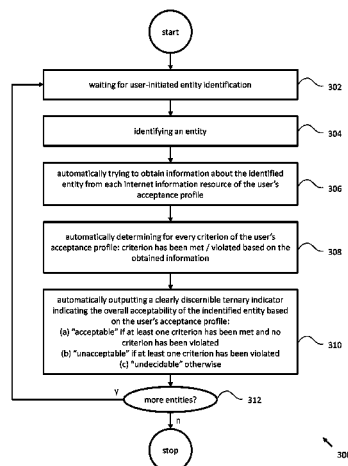 start
waiting for user-initiated entity identification
302
identifying an entity
304
automatically trying to obtain information about the identified
entity from each internet information resource of the user's
acceptance profile
306
automatically determining for every criterion of the user's
acceptance profile: criterion has been met / violated based on the
obtained information
308
automatically outputting a clearly discernible ternary indicator
indicating the overall acceptability of the indentified entity based
on the user's acceptance profile:
(a) "acceptable" if at least one criterion has been met and no
criterion has been violated
(b) "unacceptable" if at least one criterion has been violated
(c) "undecidable" otherwise
310
y
more entities?
312
n
stop
300